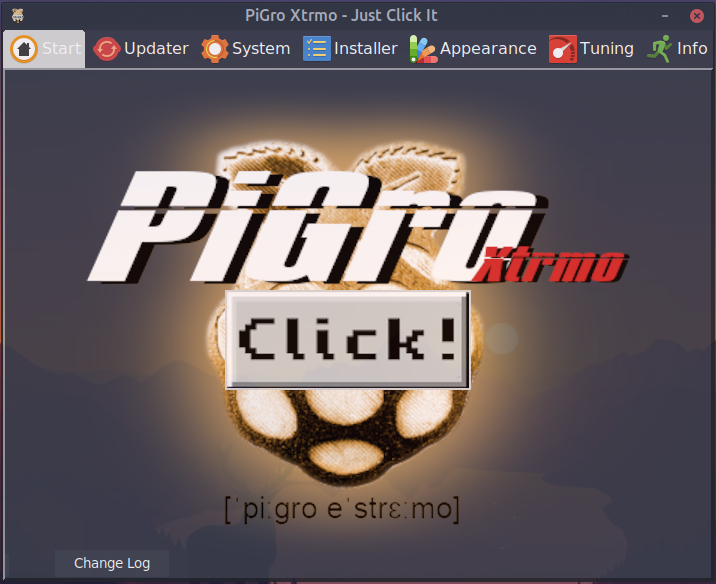 PiGro Xtrmo - Just Click It
Start Updater System Installer Appearance Tuning Info
PiGro
Xtrmo
Click!
[ˈpiːgro eˈstrɛːmo]
Change Log